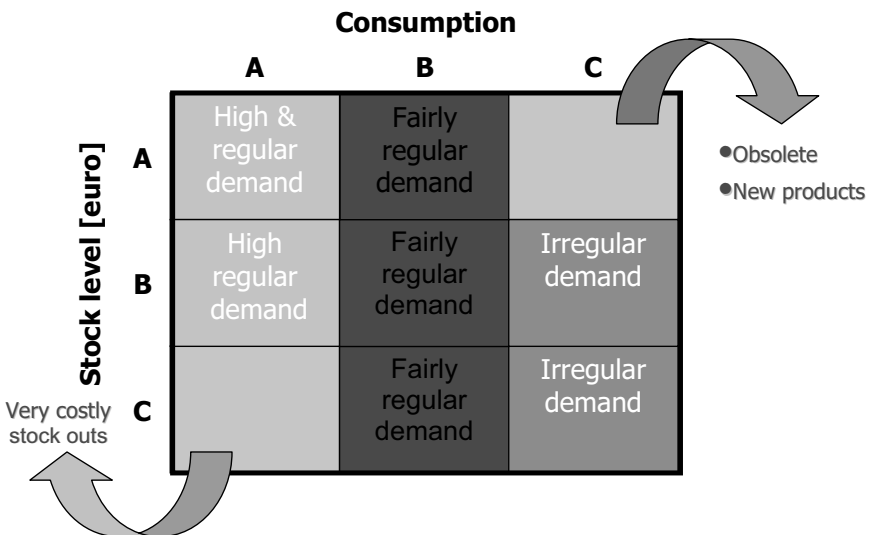 Consumption
A
B
C
Stock level [euro]
A
High &
regular
demand
Fairly
regular
demand
•Obsolete
•New products
B
High
regular
demand
Fairly
regular
demand
Irregular
demand
C
Fairly
regular
demand
Irregular
demand
Very costly
stock outs